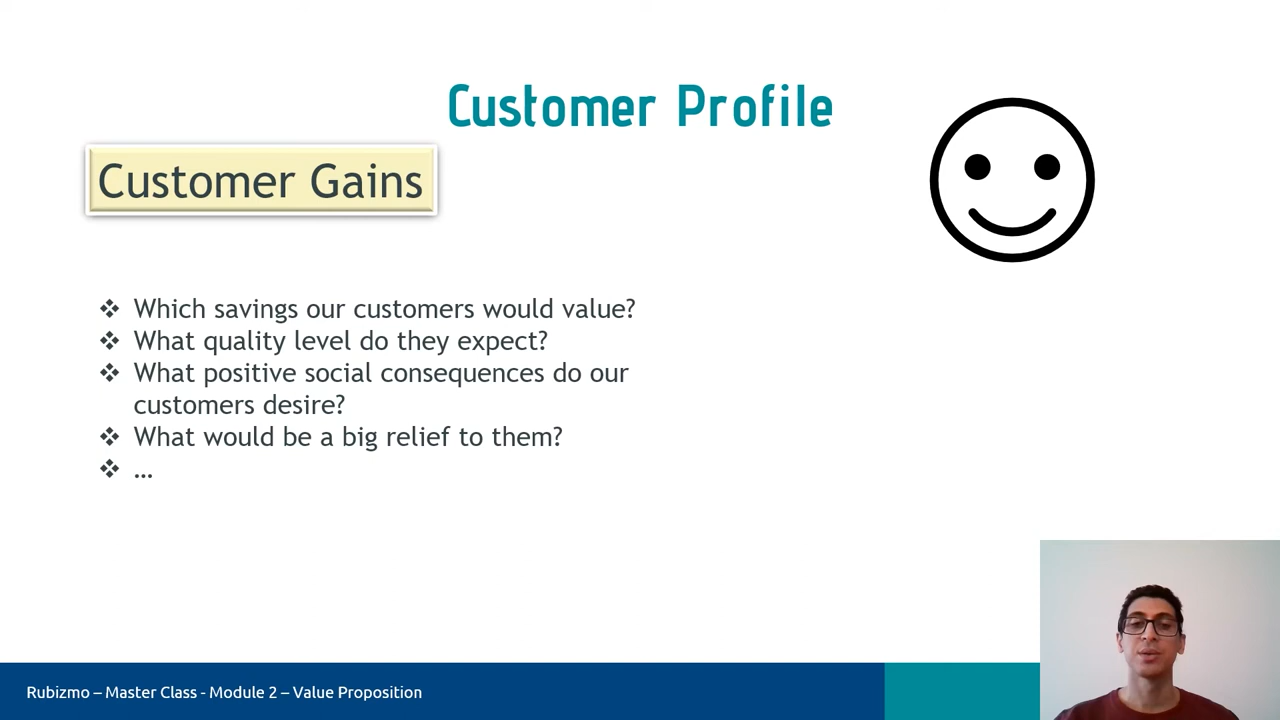 Customer Profile
Customer Gains
❖ Which savings our customers would value?
❖ What quality level do they expect?
❖ What positive social consequences do our
customers desire?
❖ What would be a big relief to them?
❖ …
Rubizmo – Master Class - Module 2 – Value Proposition